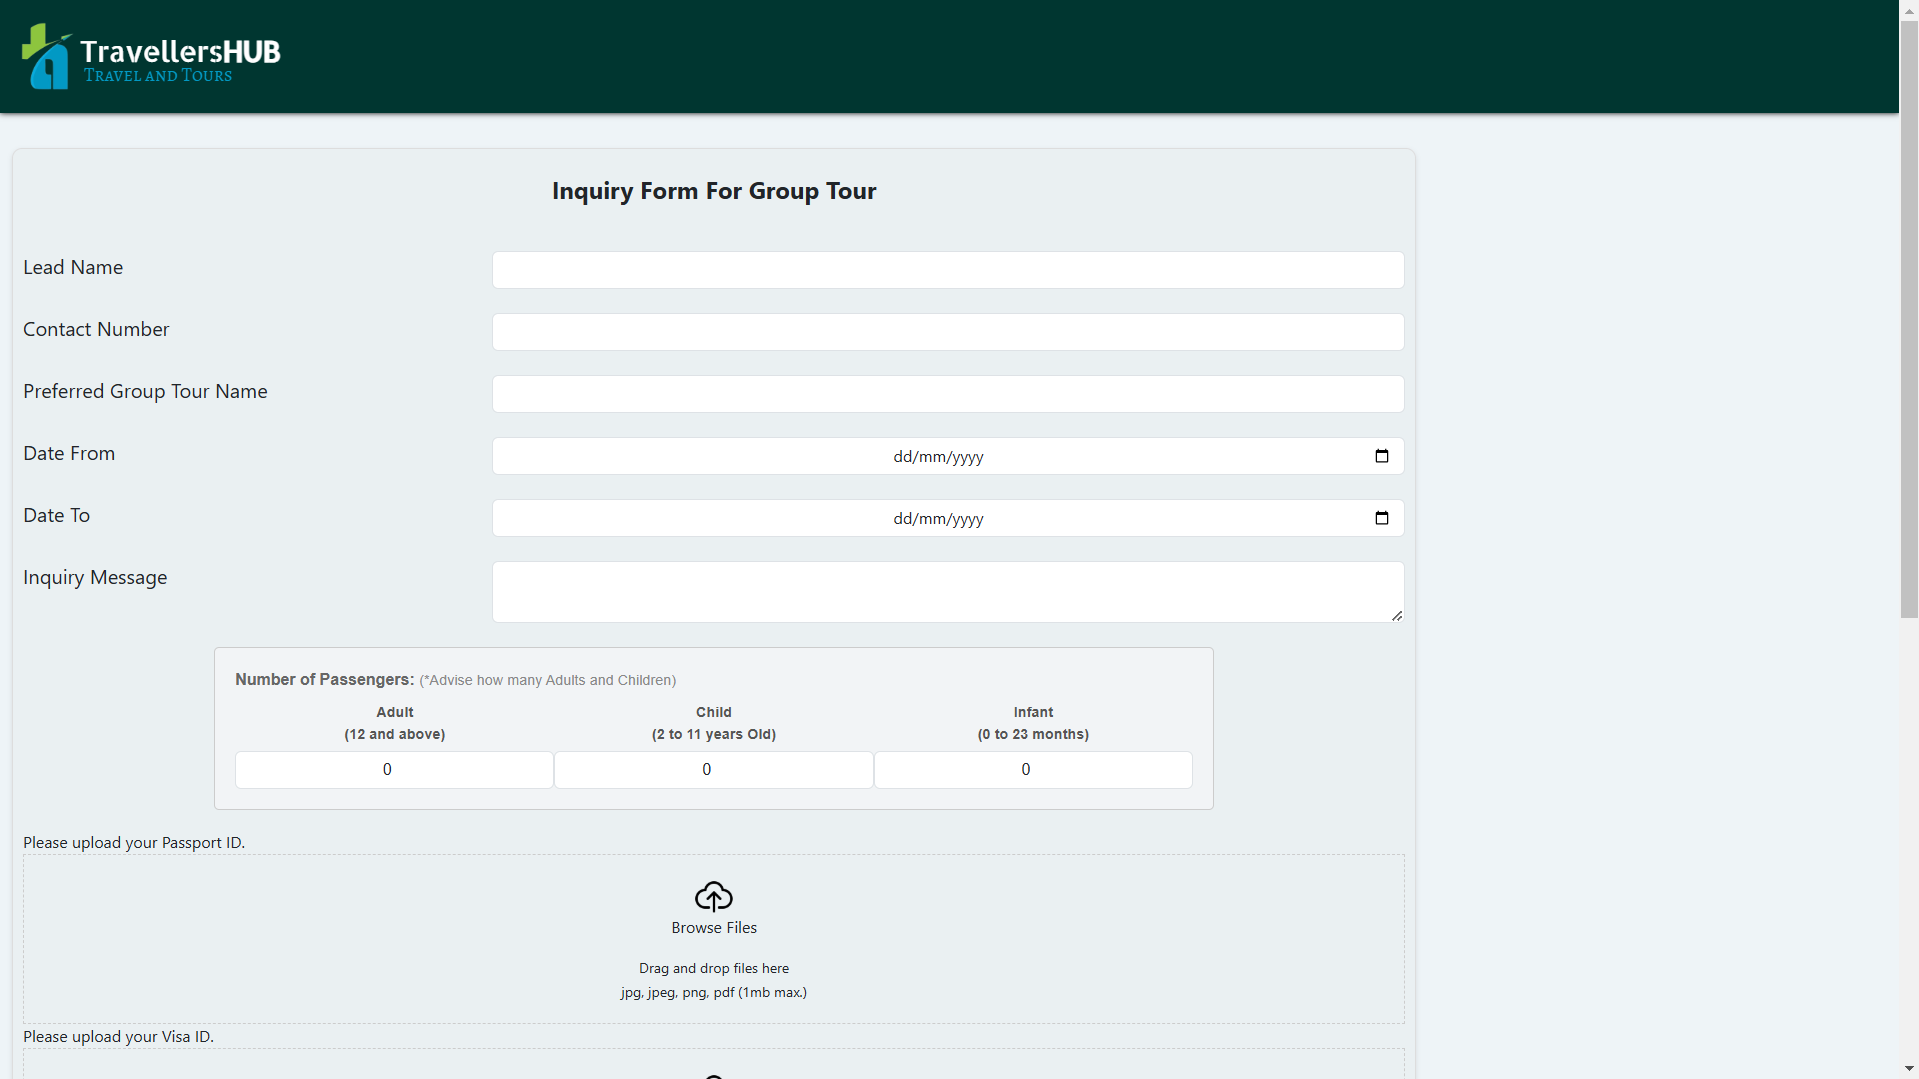 TravellersHUB
TRAVEL AND TOURS
Inquiry Form For Group Tour
Lead Name
Contact Number
Preferred Group Tour Name
Date From
dd/mm/yyyy
Date To
dd/mm/yyyy
Inquiry Message
Number of Passengers: (*Advise how many Adults and Children)
Adult
(12 and above)
Child
(2 to 11 years Old)
Infant
(0 to 23 months)
0
0
0
Please upload your Passport ID.
Browse Files
Drag and drop files here
jpg, jpeg, png, pdf (1mb max.)
Please upload your Visa ID.